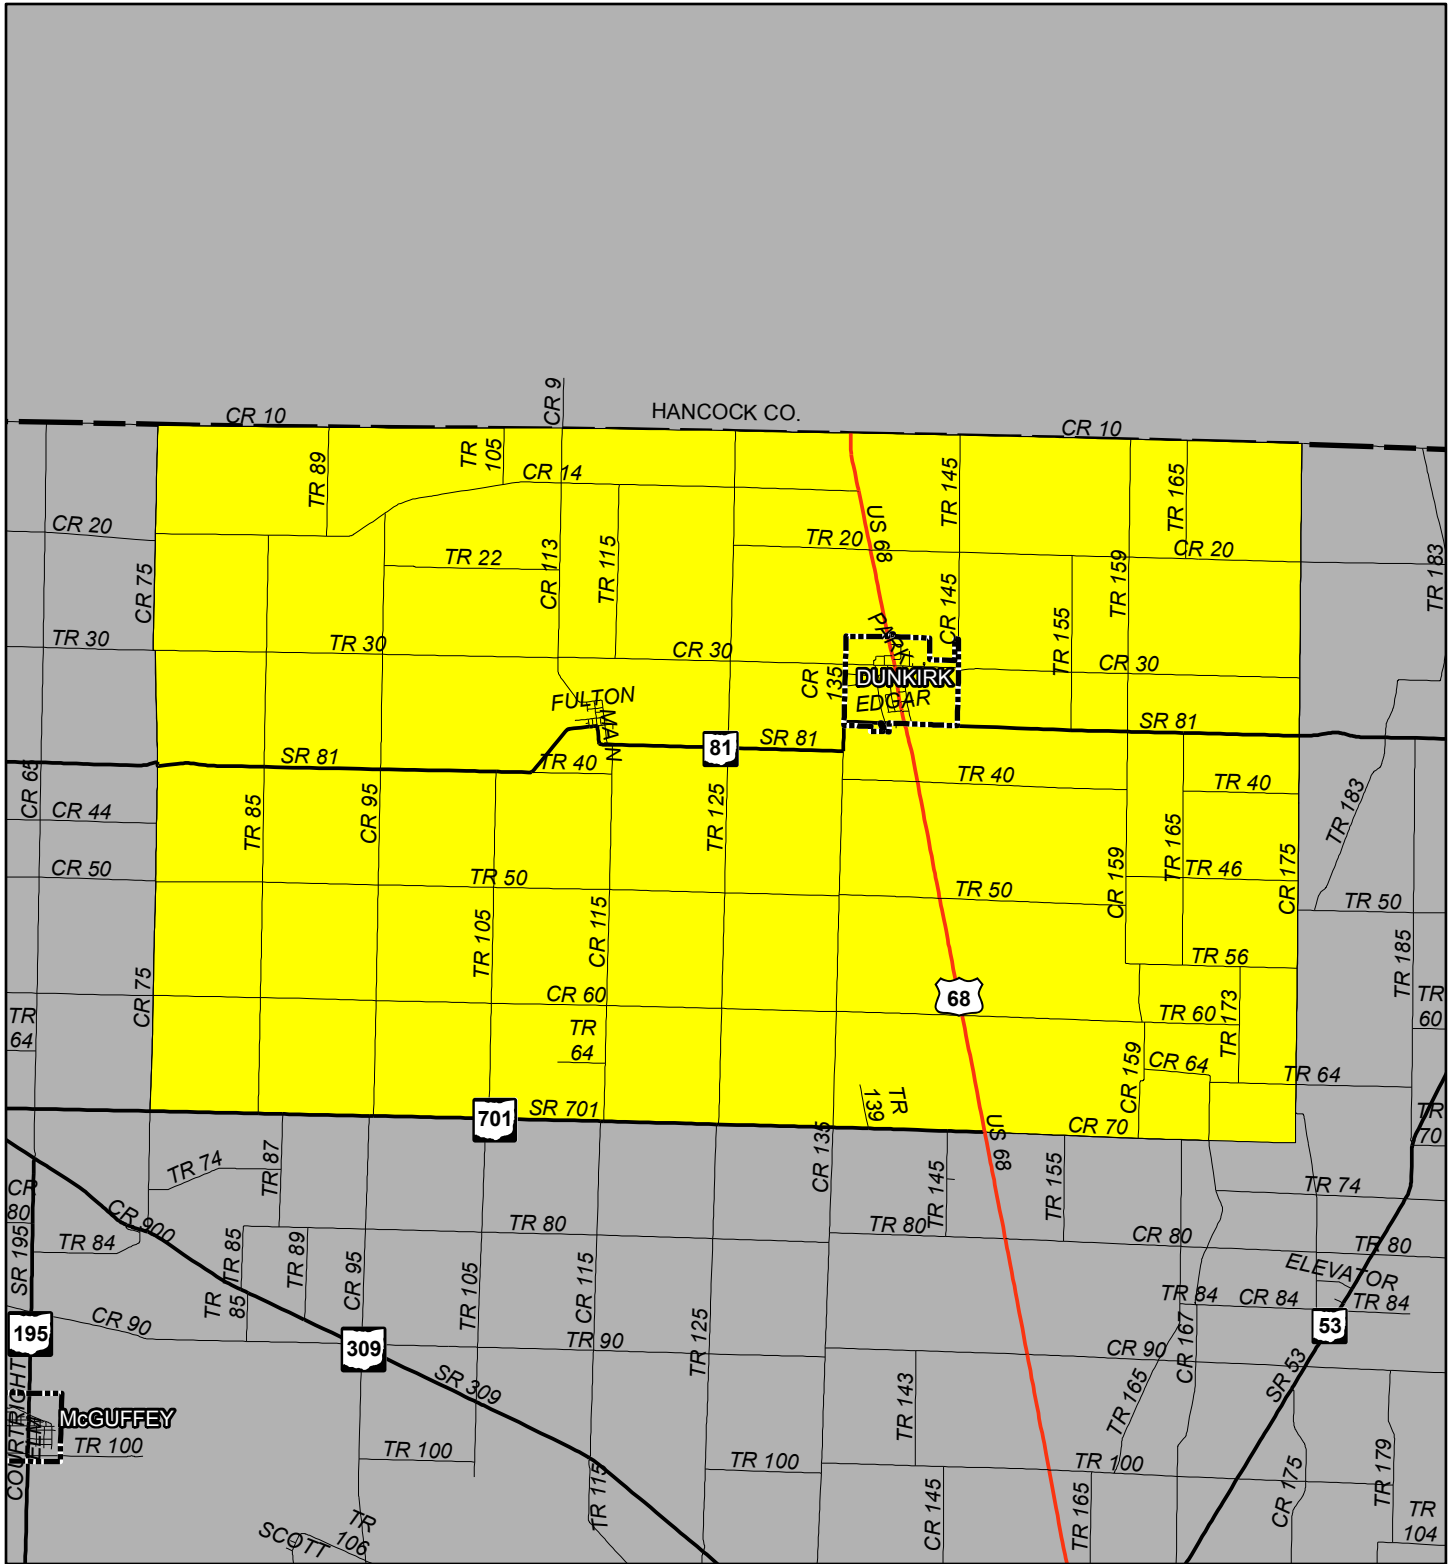 CR 9
HANCOCK CO.
CR 10
CR 10
TR 89
TR
105
CR 14
TR 145
TR 165
US 68
CR 20
TR 22
CR 113
TR 115
TR 20
CR 20
TR 183
CR 75
CR 145
TR 159
TR 155
PARK
TR 30
TR 30
CR 30
CR 30
CR
135
DUNKIRK
EDGAR
FULTON
MAIN
SR 81
SR 81
81
SR 81
TR 40
TR 40
TR 40
CR 65
CR 44
TR 85
CR 95
TR 125
TR 165
TR 183
CR 50
TR 50
TR 50
CR 159
TR 46
CR 175
TR 50
TR 105
CR 115
TR 56
TR 185
CR 75
CR 60
68
TR 60
TR 173
TR
60
TR
64
TR
64
CR 159
CR 64
TR 64
TR
139
701
SR 701
US 68
CR 70
TR
70
CR 135
TR 74
TR 87
TR 145
TR 155
TR 74
CR
80
CR 900
TR 80
TR 80
CR 80
TR 80
SR 195
TR 84
TR 85
TR 89
CR 95
TR 105
CR 115
ELEVATOR
TR
85
TR 84
CR 84
TR 84
195
CR 90
309
TR 90
TR 125
CR 90
CR 167
53
SR 309
TR 143
TR 165
SR 53
McGUFFEY
COURTRIGHT
ELM
TR 100
TR 100
TR 100
TR 100
TR 179
TR 115
CR 145
TR 165
CR 175
SCOTT
TR
106
TR
104